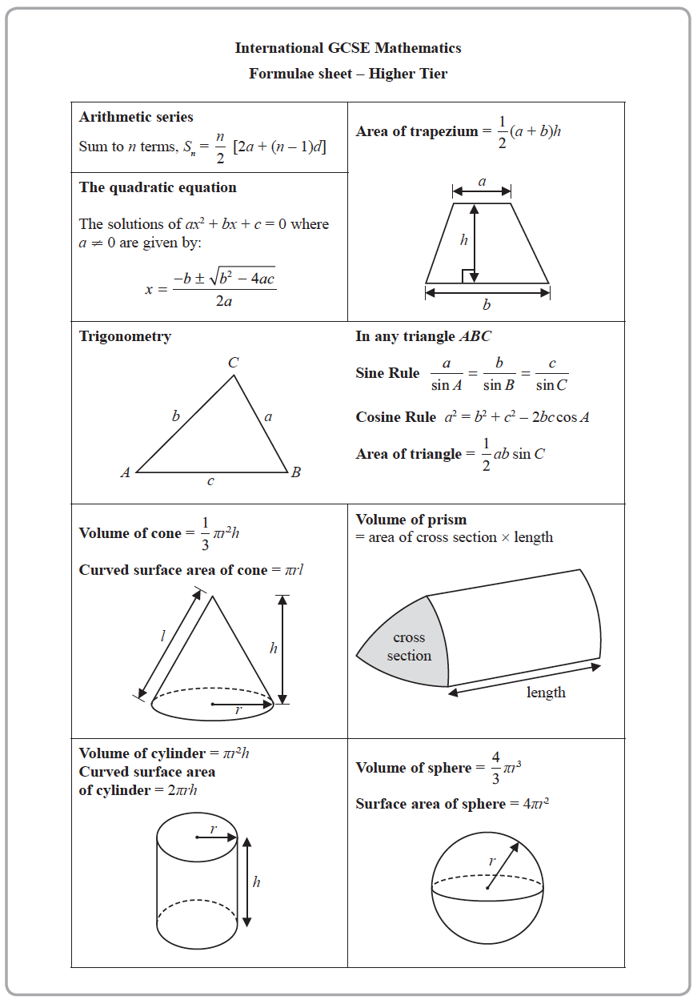 International GCSE Mathematics
Formulae sheet – Higher Tier
Arithmetic series
Sum to n terms, Sₙ = n/2 [2a + (n – 1)d]
The quadratic equation
The solutions of ax² + bx + c = 0 where
a ≠ 0 are given by:
x = (−b ± √(b² − 4ac))/2a
Area of trapezium = 1/2 (a + b)h
a
h
b
Trigonometry
C
b
a
A
B
c
In any triangle ABC
Sine Rule a/sin A = b/sin B = c/sin C
Cosine Rule a² = b² + c² – 2bc cos A
Area of triangle = 1/2 ab sin C
Volume of cone = 1/3 πr²h
Curved surface area of cone = πrl
l
h
r
Volume of prism
= area of cross section × length
cross
section
length
Volume of cylinder = πr²h
Curved surface area
of cylinder = 2πrh
r
h
Volume of sphere = 4/3 πr³
Surface area of sphere = 4πr²
r